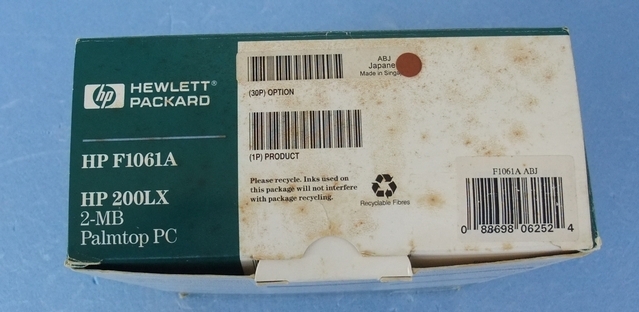 hp HEWLETT®
PACKARD
HP F1061A
HP 200LX
2-MB
Palmtop PC
ABJ
Made in
(30P) OPTION
(1P) PRODUCT
Please recycle. Inks used on
this package will not interfere
with package recycling.
Recyclable Fibres
F1061A ABJ
0 88698 06252 4